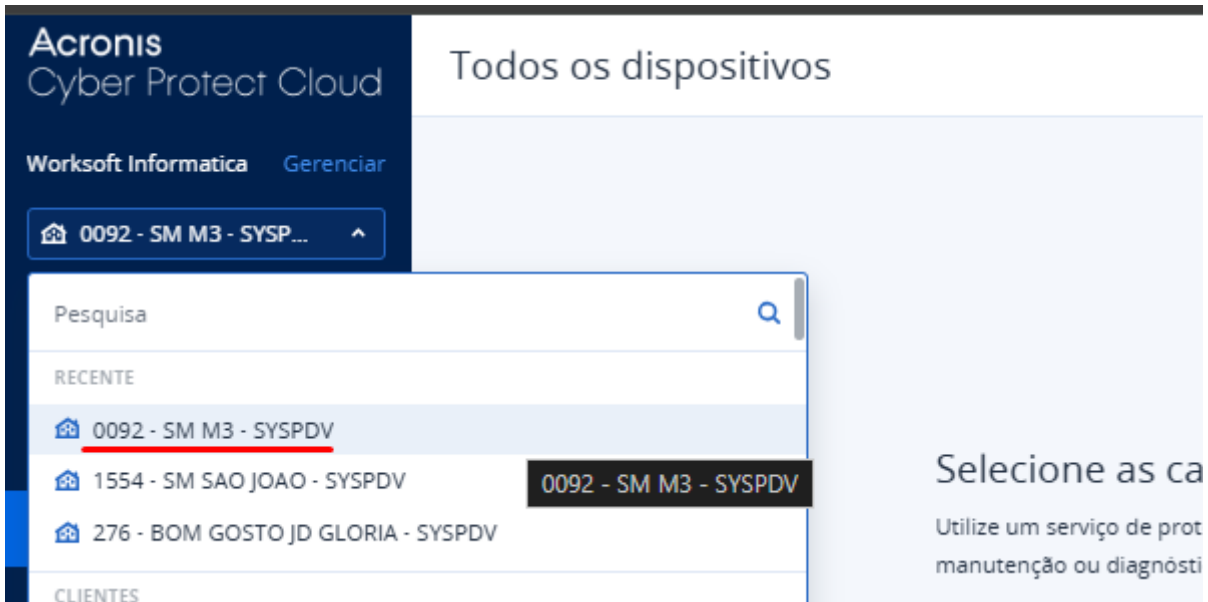 Acronis
Cyber Protect Cloud
Todos os dispositivos
Worksoft Informatica Gerenciar
0092 - SM M3 - SYSP...
Pesquisa
RECENTE
0092 - SM M3 - SYSPDV
1554 - SM SAO JOAO - SYSPDV
0092 - SM M3 - SYSPDV
276 - BOM GOSTO JD GLORIA - SYSPDV
CLIENTES
Selecione as ca
Utilize um serviço de prot
manutenção ou diagnósti